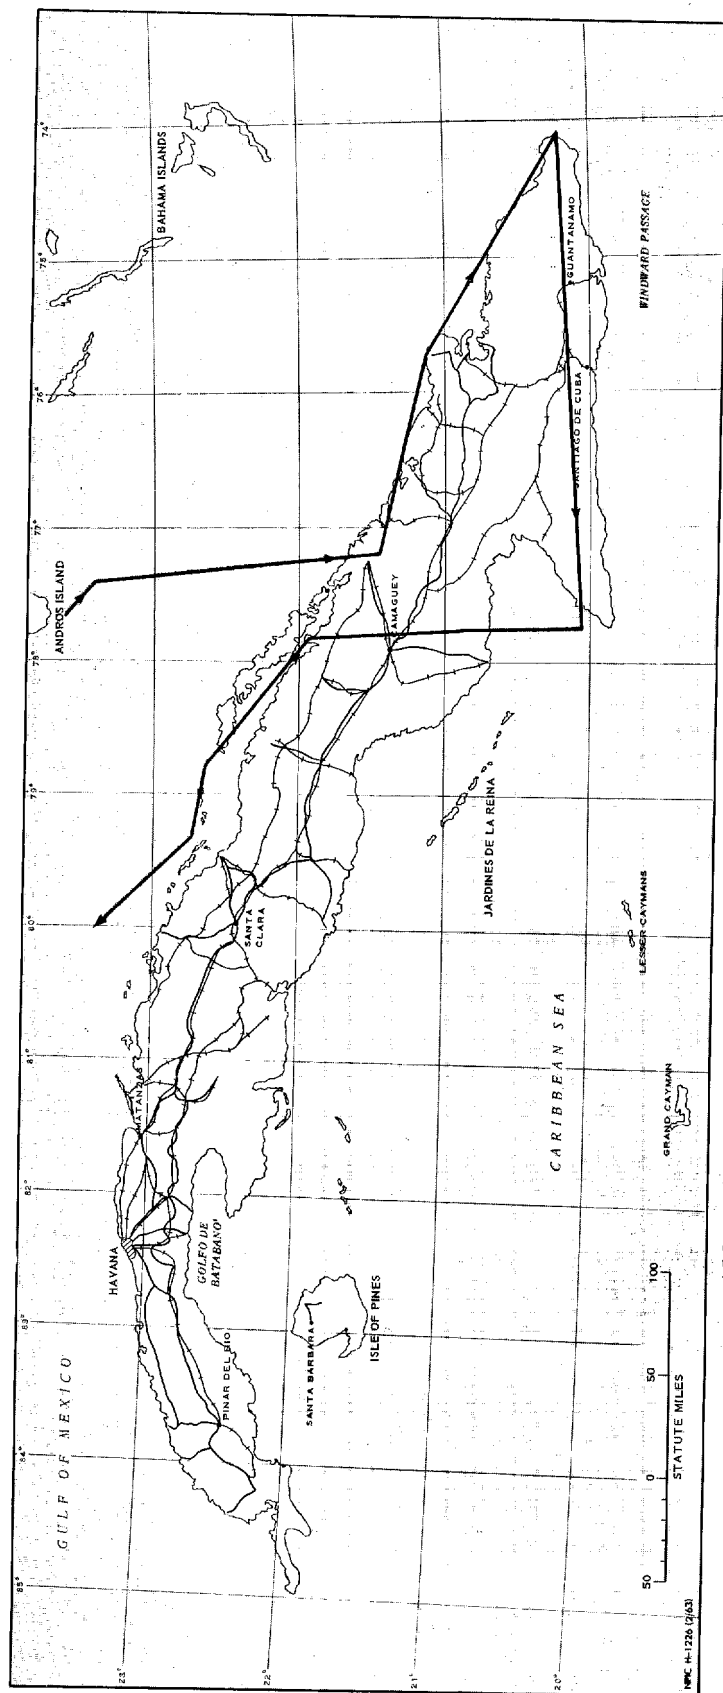 85°
84°
83°
82°
81°
80°
79°
78°
77°
76°
75°
74°
GULF OF MEXICO
HAVANA
MATANZAS
ANDROS ISLAND
BAHAMA ISLANDS
23°
22°
21°
20°
PINAR DEL RIO
GOLFO DE
BATABANO
SANTA
CLARA
CAMAGUEY
SANTA BARBARA
ISLE OF PINES
JARDINES DE LA REINA
SANTIAGO DE CUBA
GUANTANAMO
CARIBBEAN SEA
WINDWARD PASSAGE
LESSER CAYMANS
GRAND CAYMAN
50 0 50 100
STATUTE MILES
NPIC H-1226 (2/63)